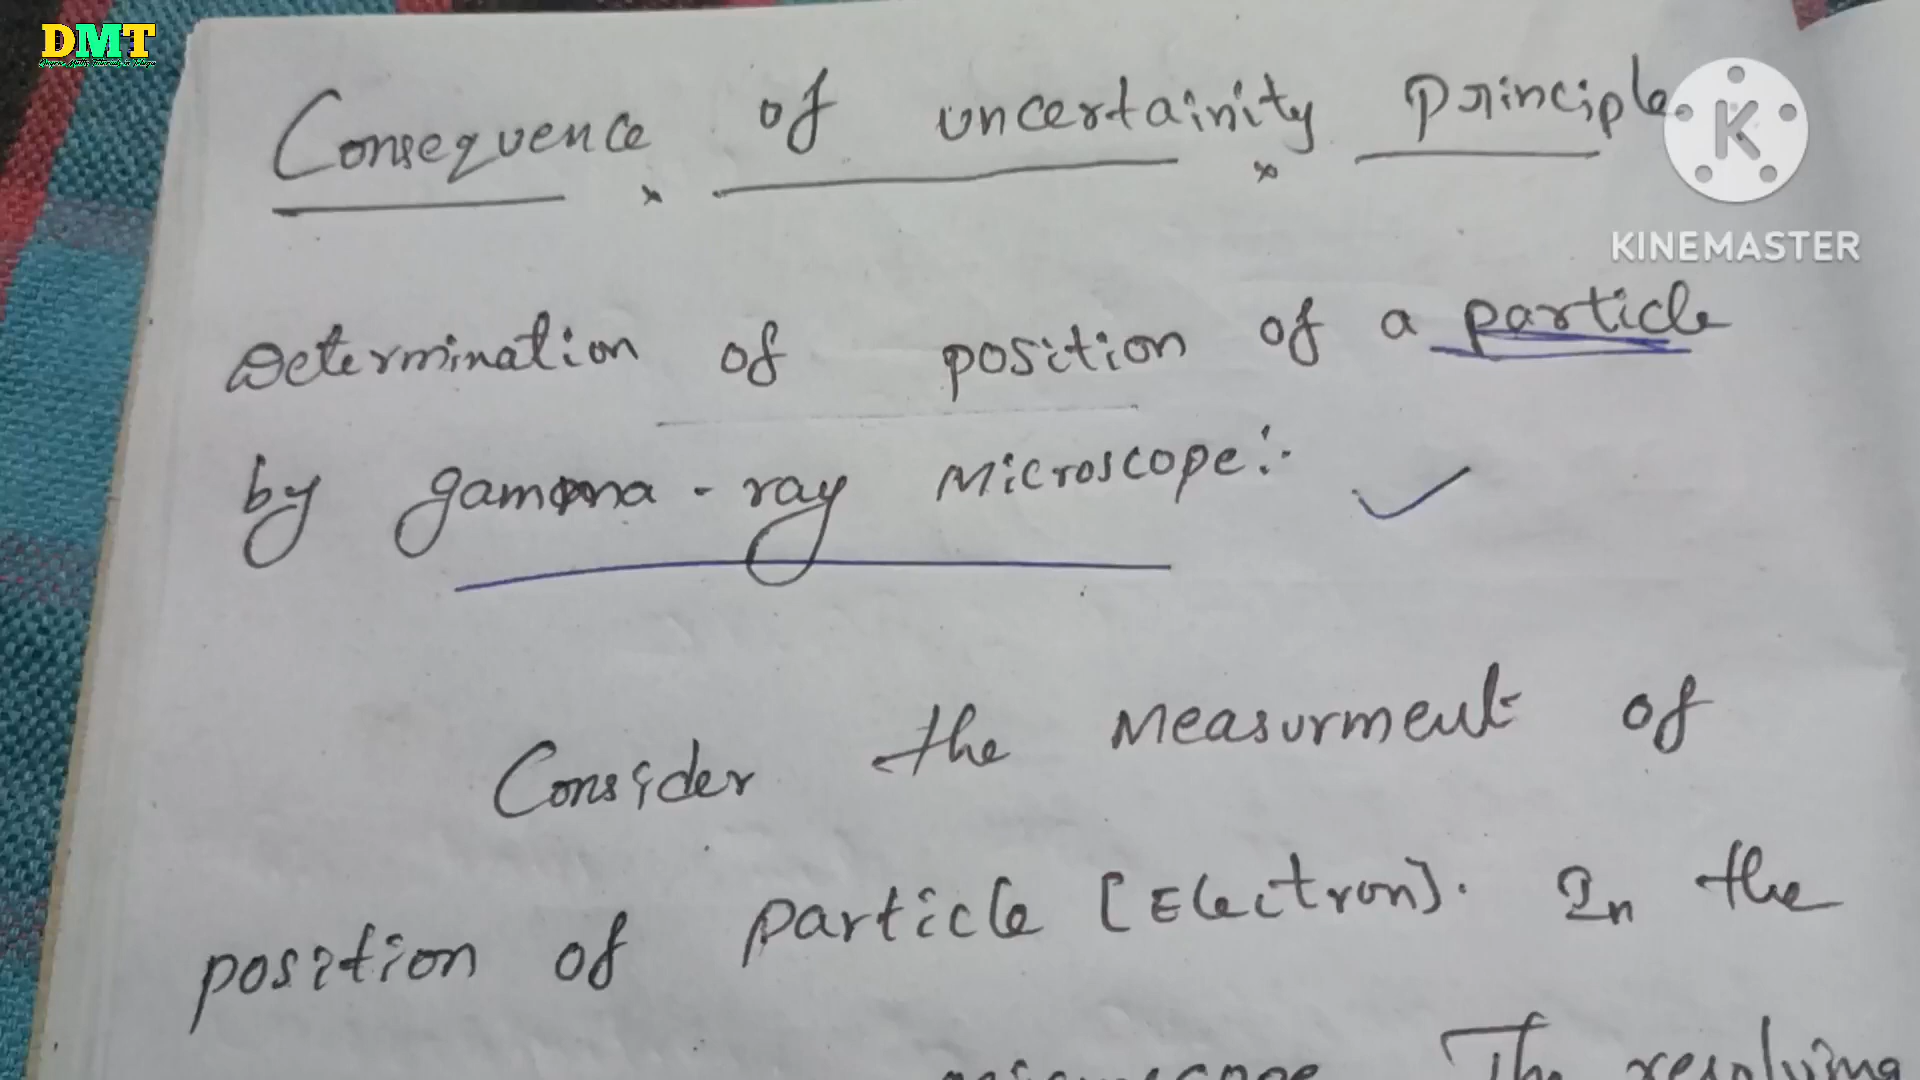 DMT
Consequence of uncertainity principle
KINEMASTER
Determination of position of a particle
by gamma-ray Microscope:-
Consider the Measurment of
position of particle [Electron]. In the
The resolving